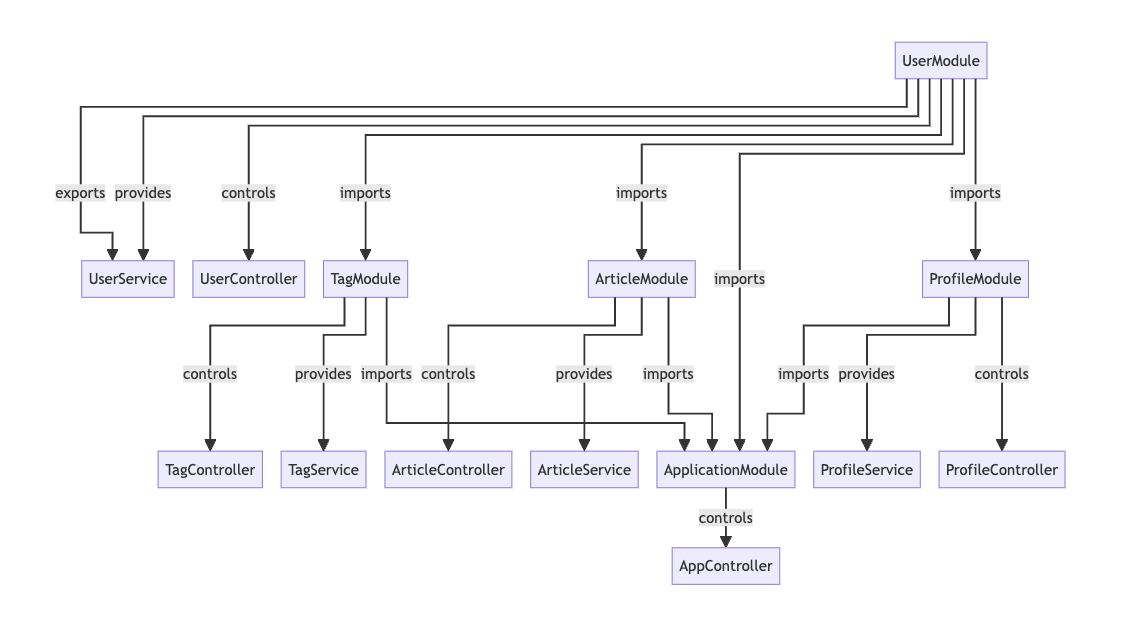 UserModule
exports
provides
controls
imports
imports
imports
UserService
UserController
TagModule
ArticleModule
imports
ProfileModule
controls
provides
imports
controls
provides
imports
imports
provides
controls
TagController
TagService
ArticleController
ArticleService
ApplicationModule
ProfileService
ProfileController
controls
AppController